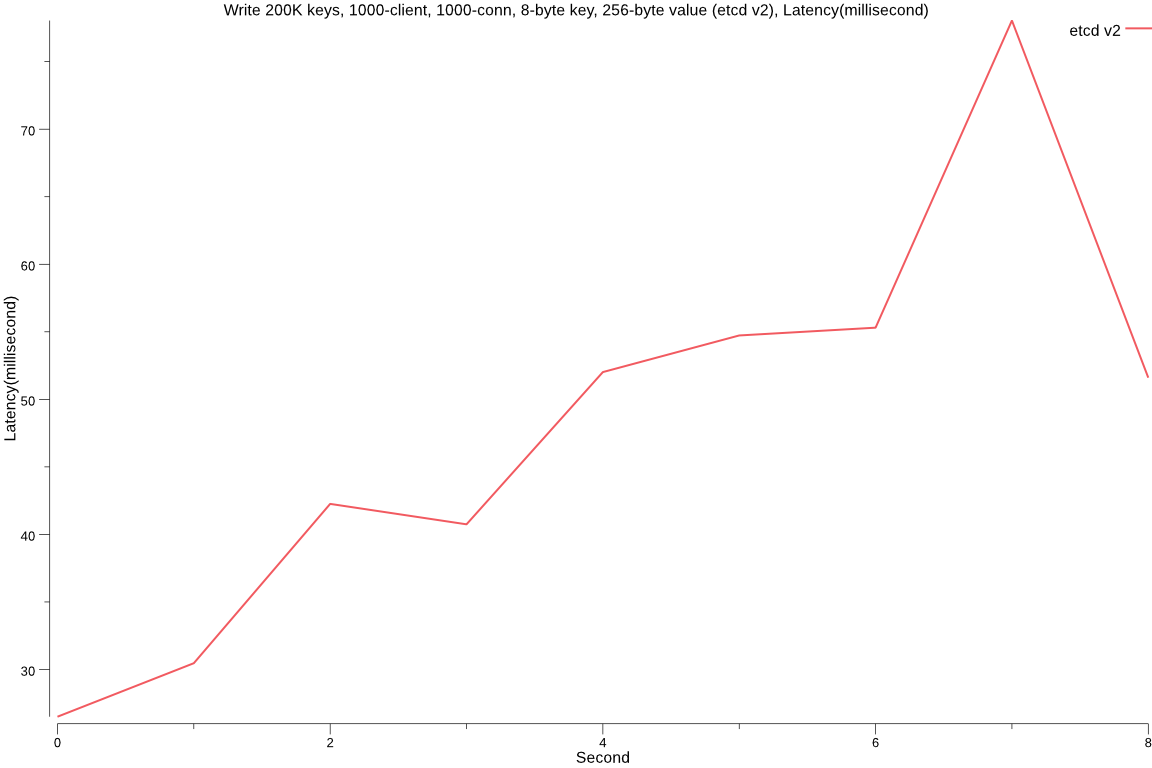 Write 200K keys, 1000-client, 1000-conn, 8-byte key, 256-byte value (etcd v2), Latency(millisecond)
etcd v2
70
60
50
40
30
Latency(millisecond)
0 2 4 6 8
Second